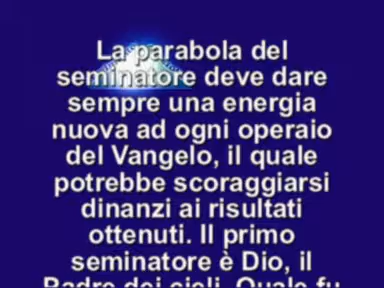 La parabola del
seminatore deve dare
sempre una energia
nuova ad ogni operaio
del Vangelo, il quale
potrebbe scoraggiarsi
dinanzi ai risultati
ottenuti. Il primo
seminatore è Dio, il
Padre dei cieli. Quale fu